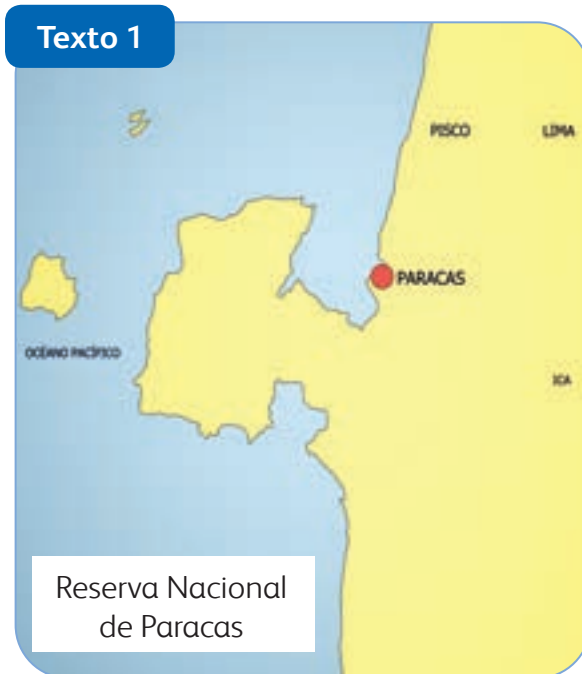 Texto 1
PISCO
LIMA
PARACAS
OCÉANO PACÍFICO
ICA
Reserva Nacional
de Paracas